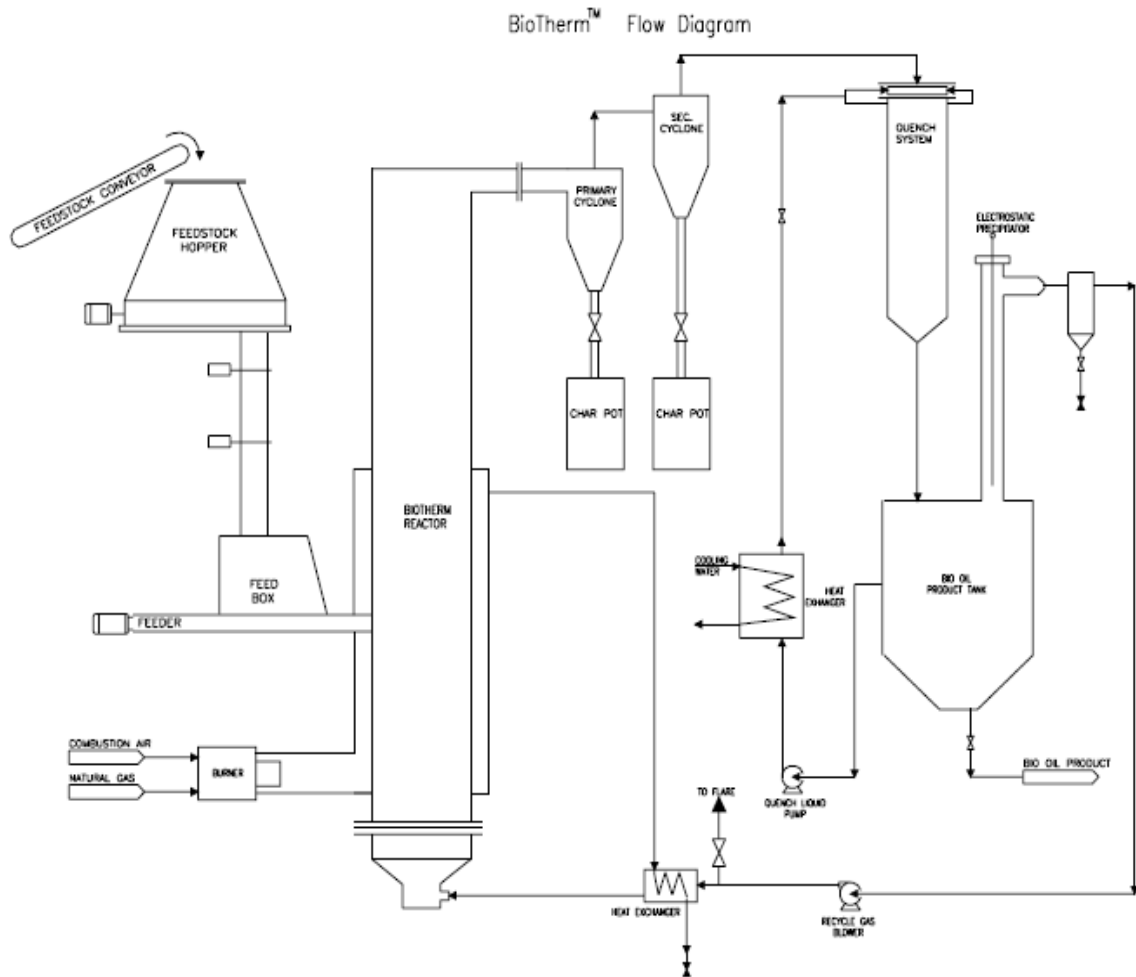 BioTherm™ Flow Diagram
FEEDSTOCK CONVEYOR
FEEDSTOCK
HOPPER
SEC.
CYCLONE
PRIMARY
CYCLONE
QUENCH
SYSTEM
ELECTROSTATIC
PRECIPITATOR
CHAR POT
CHAR POT
BIOTHERM
REACTOR
FEED
BOX
FEEDER
COOLING
WATER
HEAT
EXHANGER
BIO OIL
PRODUCT TANK
COMBUSTION AIR
NATURAL GAS
BURNER
TO FLARE
QUENCH LIQUID
PUMP
BIO OIL PRODUCT
HEAT EXCHANGER
RECYCLE GAS
BLOWER